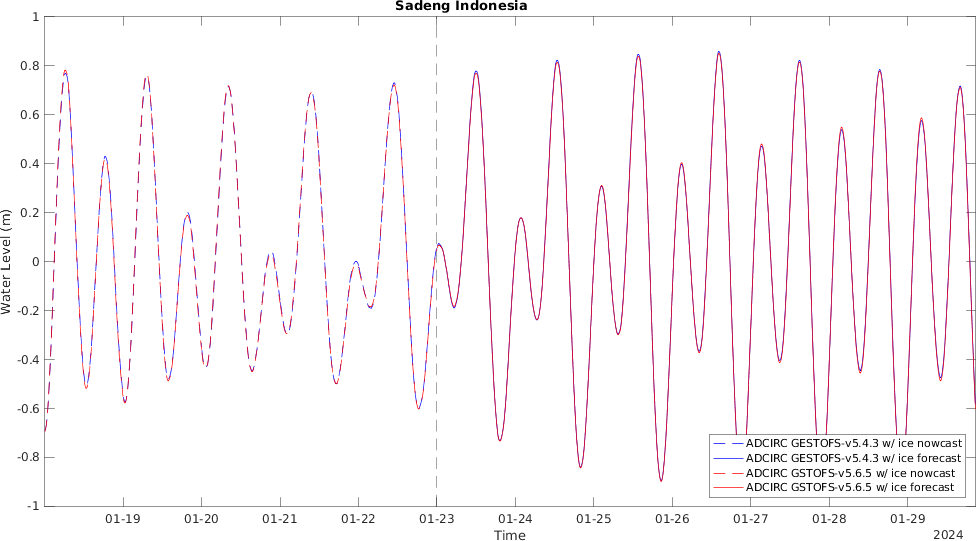 Sadeng Indonesia
1
0.8
0.6
0.4
0.2
0
-0.2
-0.4
-0.6
-0.8
-1
Water Level (m)
ADCIRC GESTOFS-v5.4.3 w/ ice nowcast
ADCIRC GESTOFS-v5.4.3 w/ ice forecast
ADCIRC GSTOFS-v5.6.5 w/ ice nowcast
ADCIRC GSTOFS-v5.6.5 w/ ice forecast
01-19 01-20 01-21 01-22 01-23 01-24 01-25 01-26 01-27 01-28 01-29
Time
2024